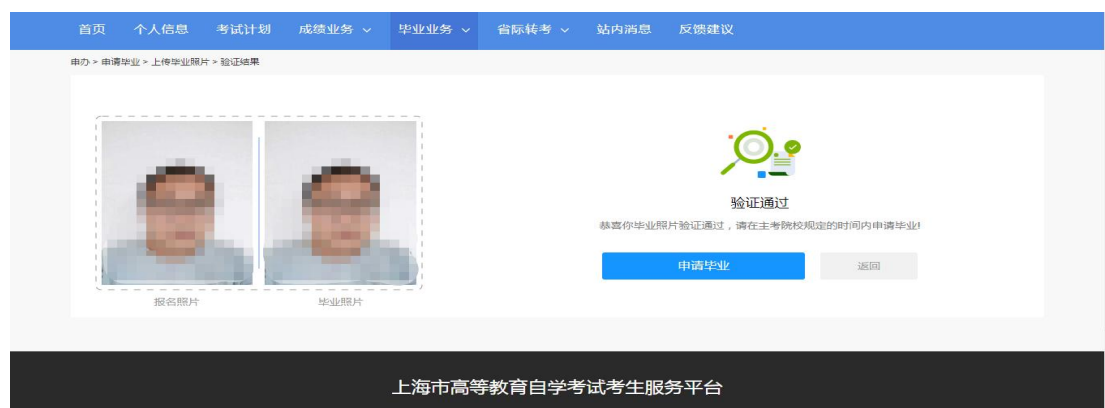 首页 个人信息 考试计划 成绩业务 毕业业务 省际转考 站内消息 反馈建议
申办 > 申请毕业 > 上传毕业照片 > 验证结果
验证通过
恭喜你毕业照片验证通过，请在主考院校规定的时间内申请毕业!
申请毕业 返回
报名照片 毕业照片
上海市高等教育自学考试考生服务平台